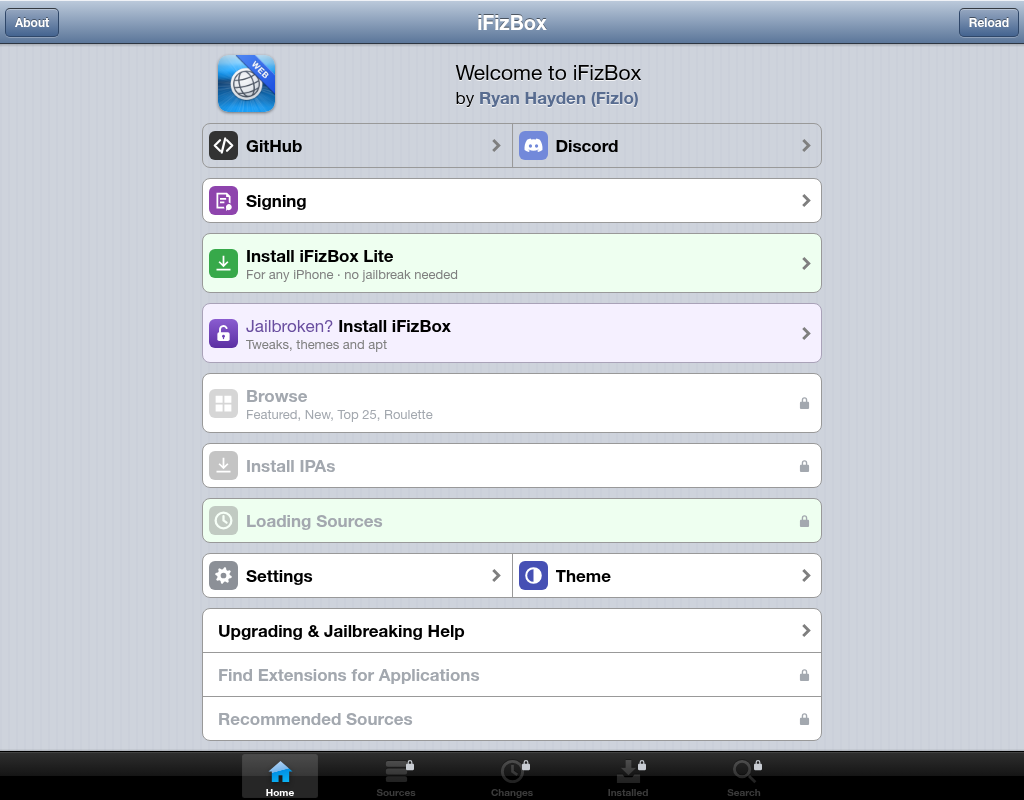 About
iFizBox
Reload
WEB
Welcome to iFizBox
by Ryan Hayden (Fizlo)
GitHub
Discord
Signing
Install iFizBox Lite
For any iPhone · no jailbreak needed
Jailbroken? Install iFizBox
Tweaks, themes and apt
Browse
Featured, New, Top 25, Roulette
Install IPAs
Loading Sources
Settings
Theme
Upgrading & Jailbreaking Help
Find Extensions for Applications
Recommended Sources
Home
Sources
Changes
Installed
Search